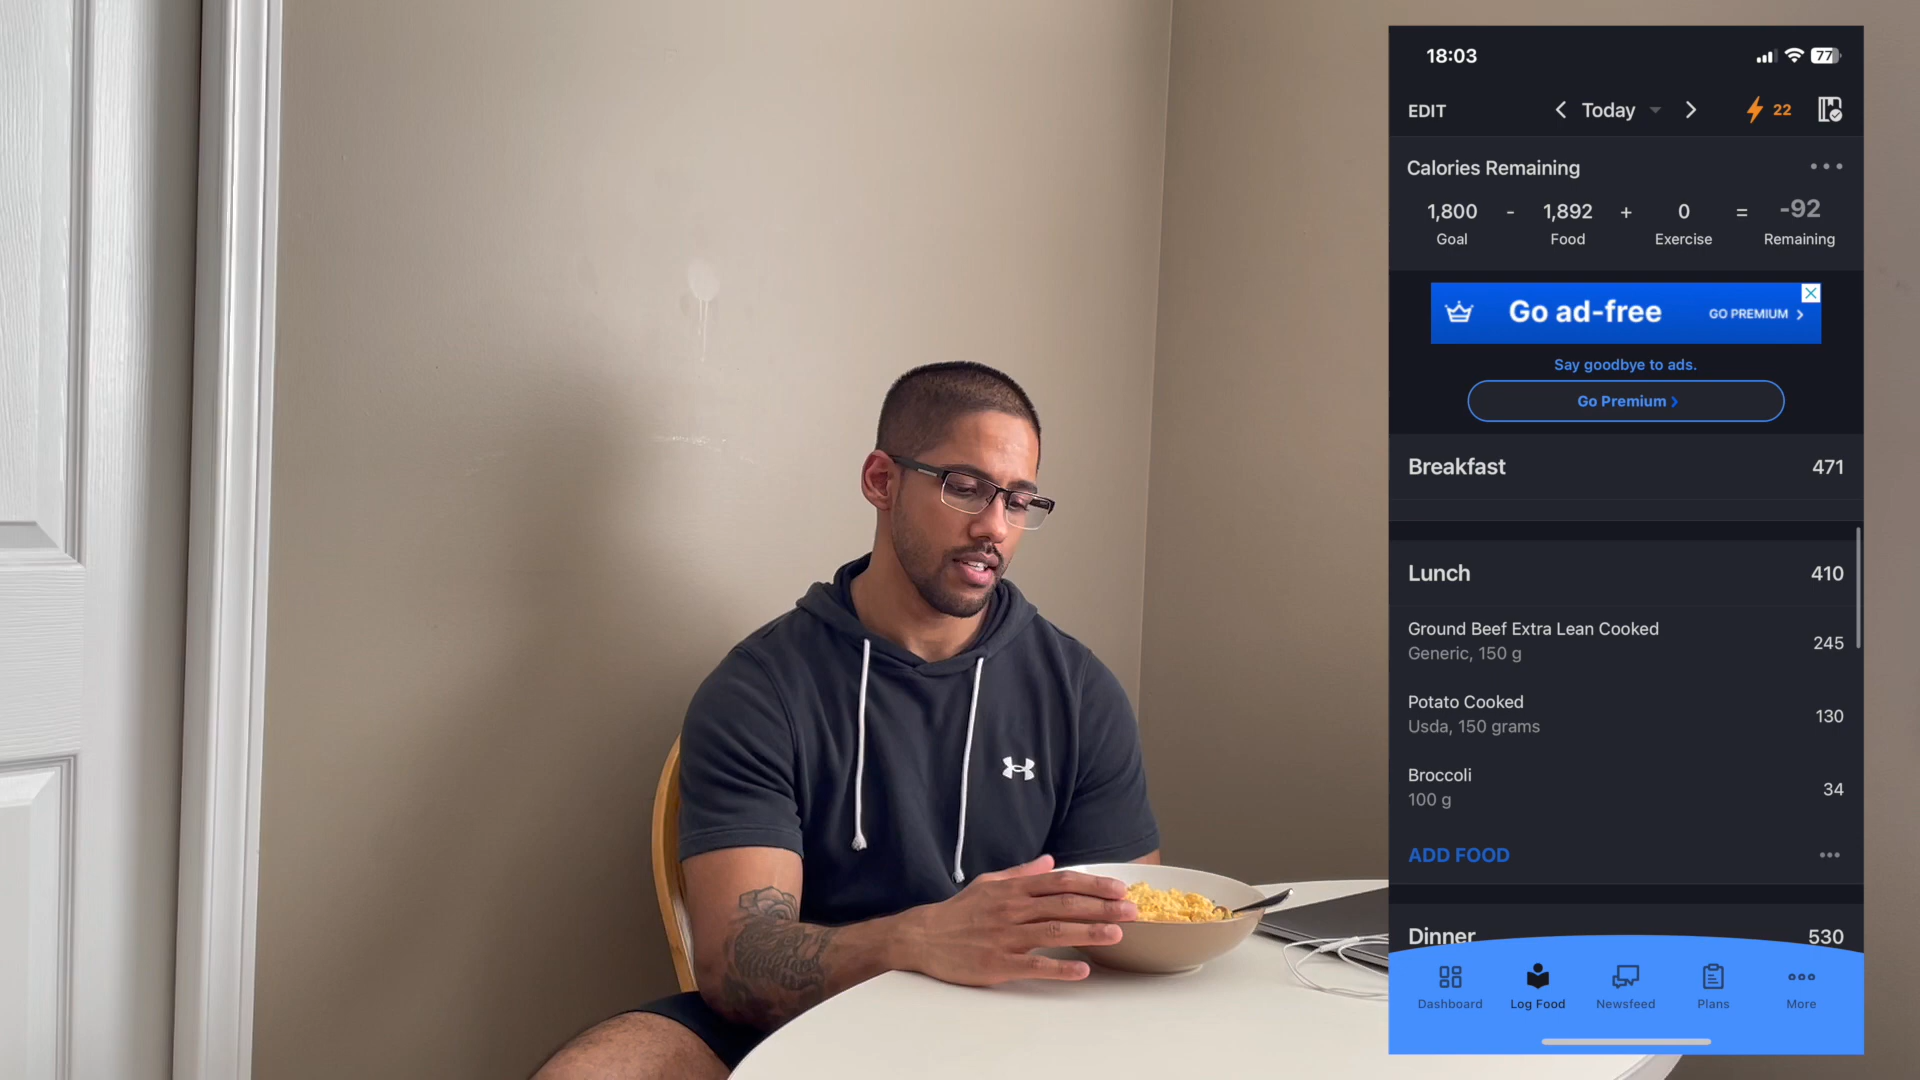 18:03
77
EDIT
Today
22
Calories Remaining
1,800 - 1,892 + 0 = -92
Goal Food Exercise Remaining
Go ad-free GO PREMIUM
Say goodbye to ads.
Go Premium
Breakfast 471
Lunch 410
Ground Beef Extra Lean Cooked
Generic, 150 g
245
Potato Cooked
Usda, 150 grams
130
Broccoli
100 g
34
ADD FOOD
Dinner 530
Dashboard Log Food Newsfeed Plans More